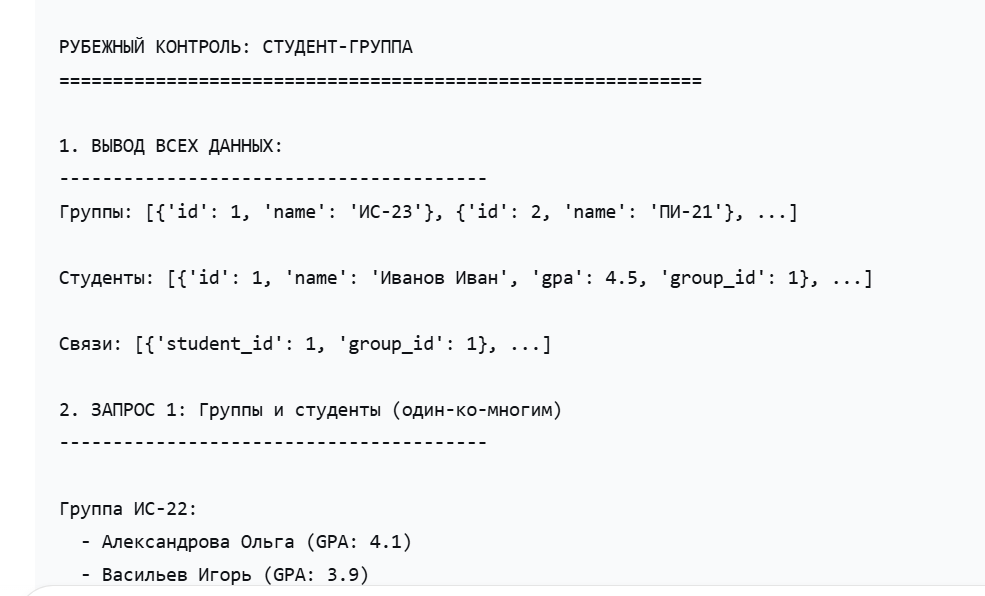 РУБЕЖНЫЙ КОНТРОЛЬ: СТУДЕНТ-ГРУППА
============================================================
1. ВЫВОД ВСЕХ ДАННЫХ:
----------------------------------------
Группы: [{'id': 1, 'name': 'ИС-23'}, {'id': 2, 'name': 'ПИ-21'}, ...]
Студенты: [{'id': 1, 'name': 'Иванов Иван', 'gpa': 4.5, 'group_id': 1}, ...]
Связи: [{'student_id': 1, 'group_id': 1}, ...]
2. ЗАПРОС 1: Группы и студенты (один-ко-многим)
----------------------------------------
Группа ИС-22:
  - Александрова Ольга (GPA: 4.1)
  - Васильев Игорь (GPA: 3.9)